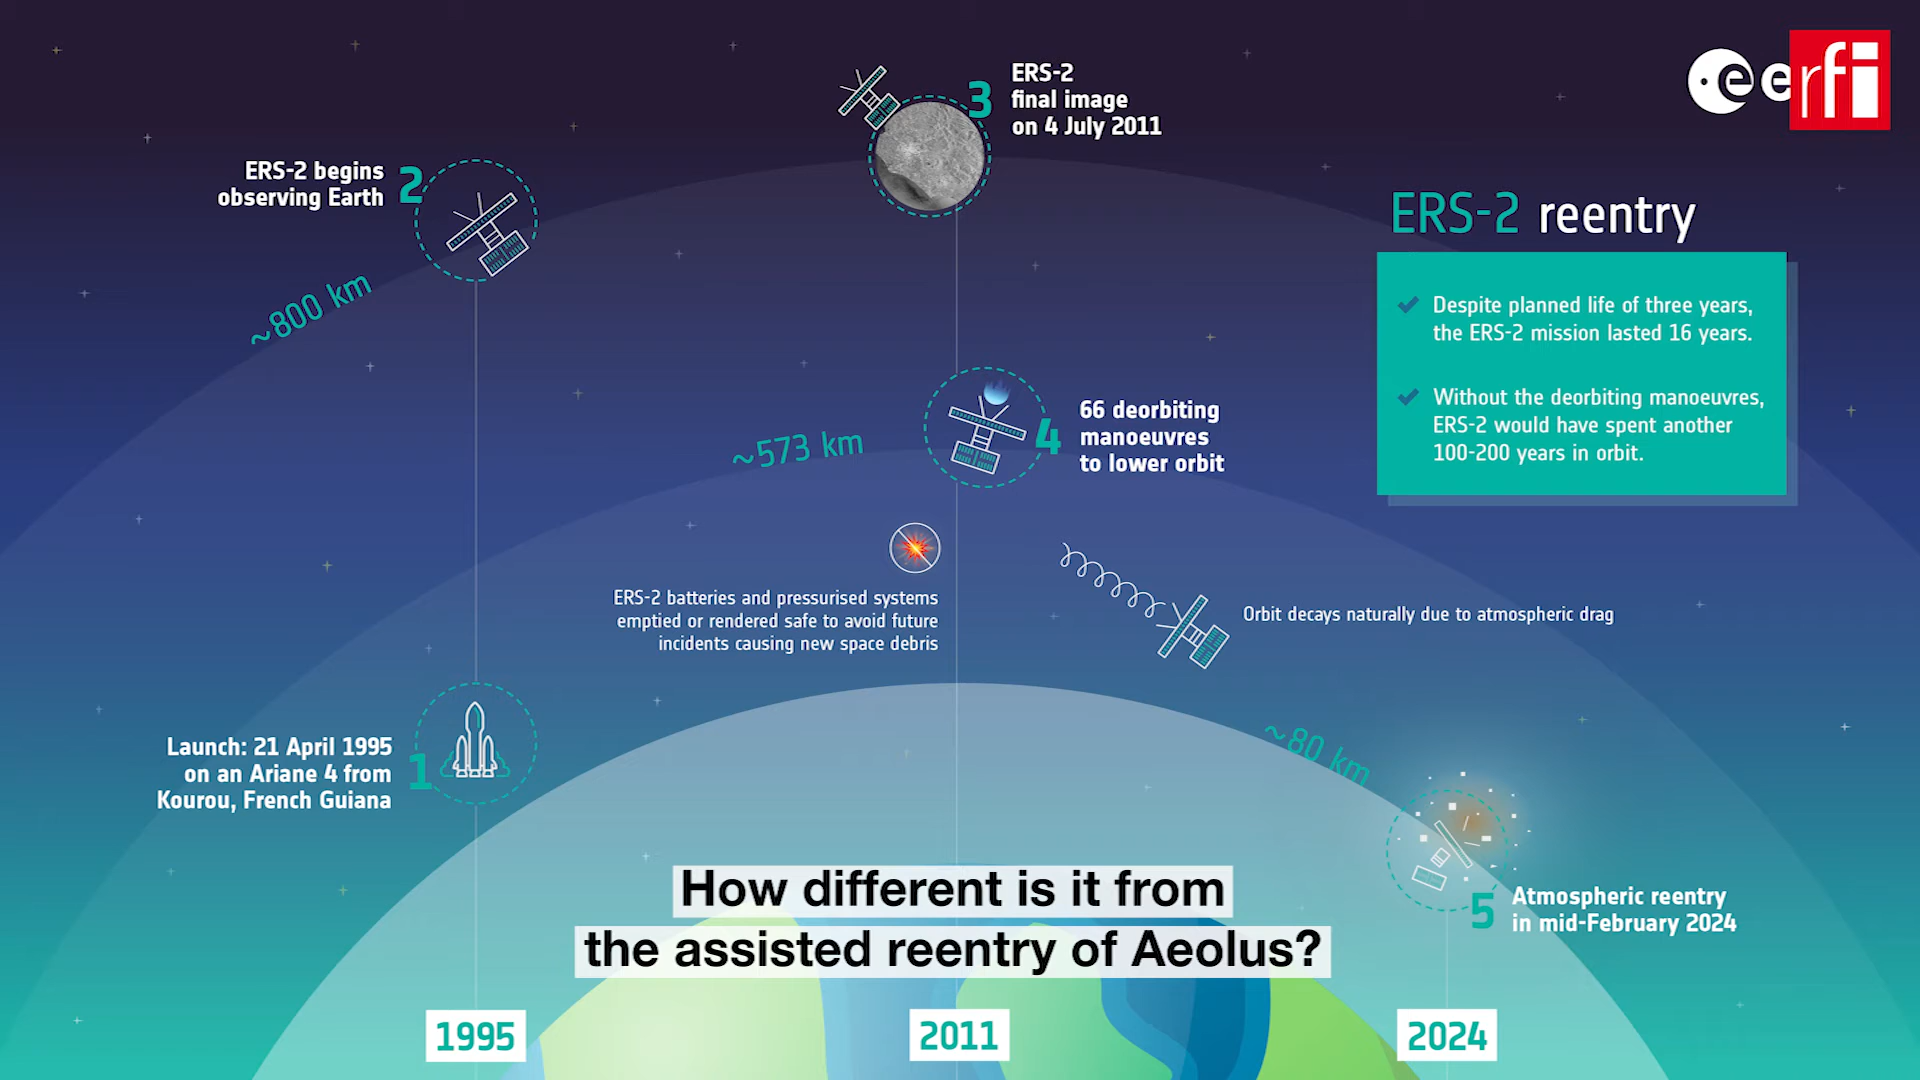 e e
rfi
3
ERS-2
final image
on 4 July 2011
ERS-2 begins
observing Earth
2
~800 km
ERS-2 reentry
Despite planned life of three years,
the ERS-2 mission lasted 16 years.
Without the deorbiting manoeuvres,
ERS-2 would have spent another
100-200 years in orbit.
~573 km
4
66 deorbiting
manoeuvres
to lower orbit
ERS-2 batteries and pressurised systems
emptied or rendered safe to avoid future
incidents causing new space debris
Orbit decays naturally due to atmospheric drag
Launch: 21 April 1995
on an Ariane 4 from
Kourou, French Guiana
1
~80 km
5
Atmospheric reentry
in mid-February 2024
How different is it from
the assisted reentry of Aeolus?
1995
2011
2024